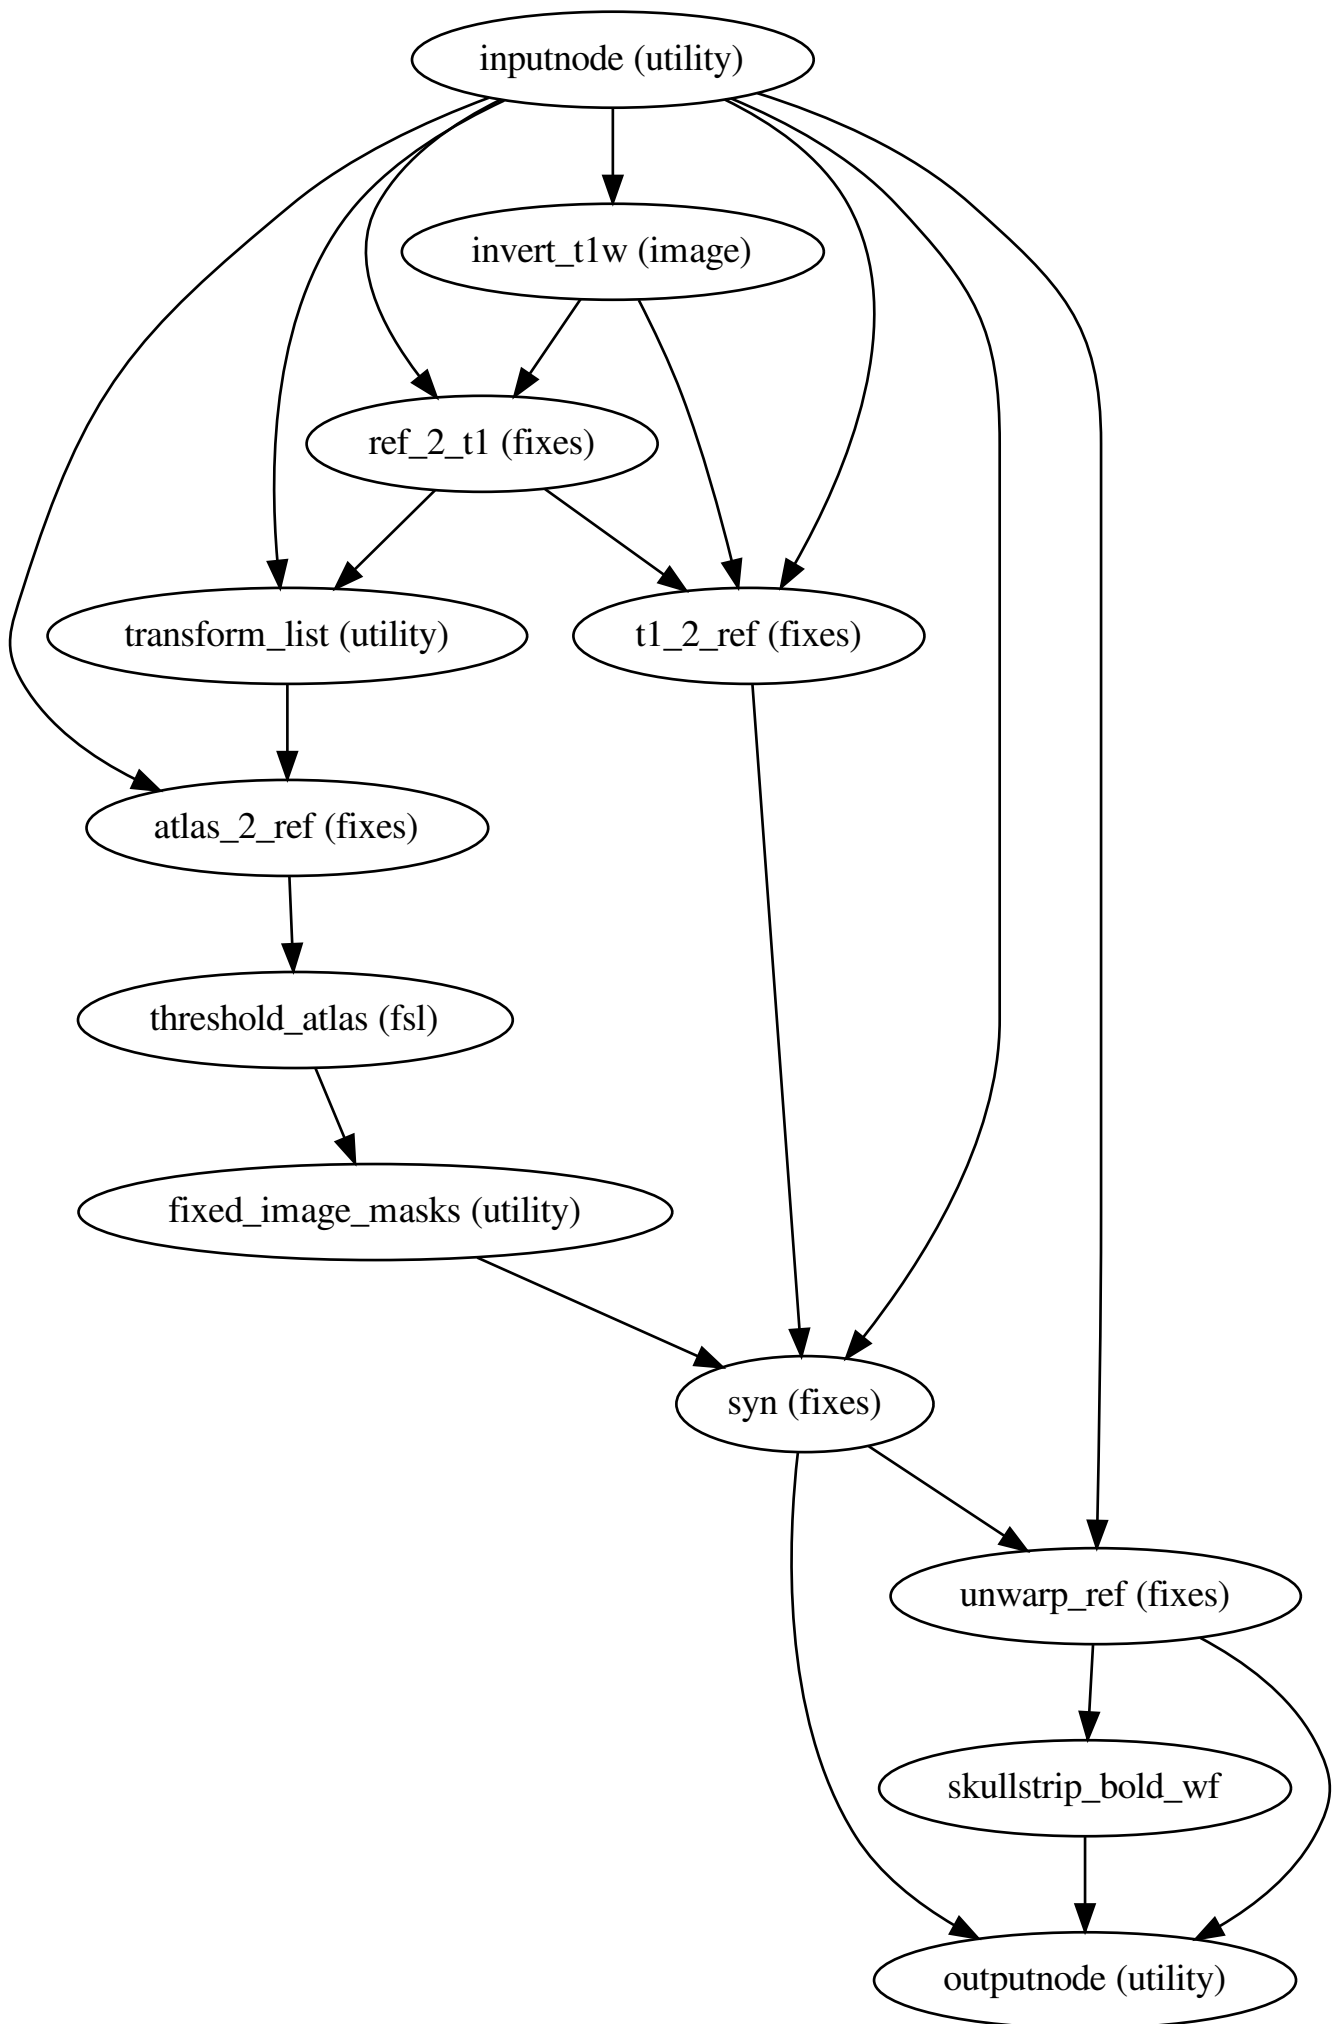 inputnode (utility)
invert_t1w (image)
ref_2_t1 (fixes)
transform_list (utility)
t1_2_ref (fixes)
atlas_2_ref (fixes)
threshold_atlas (fsl)
fixed_image_masks (utility)
syn (fixes)
unwarp_ref (fixes)
skullstrip_bold_wf
outputnode (utility)